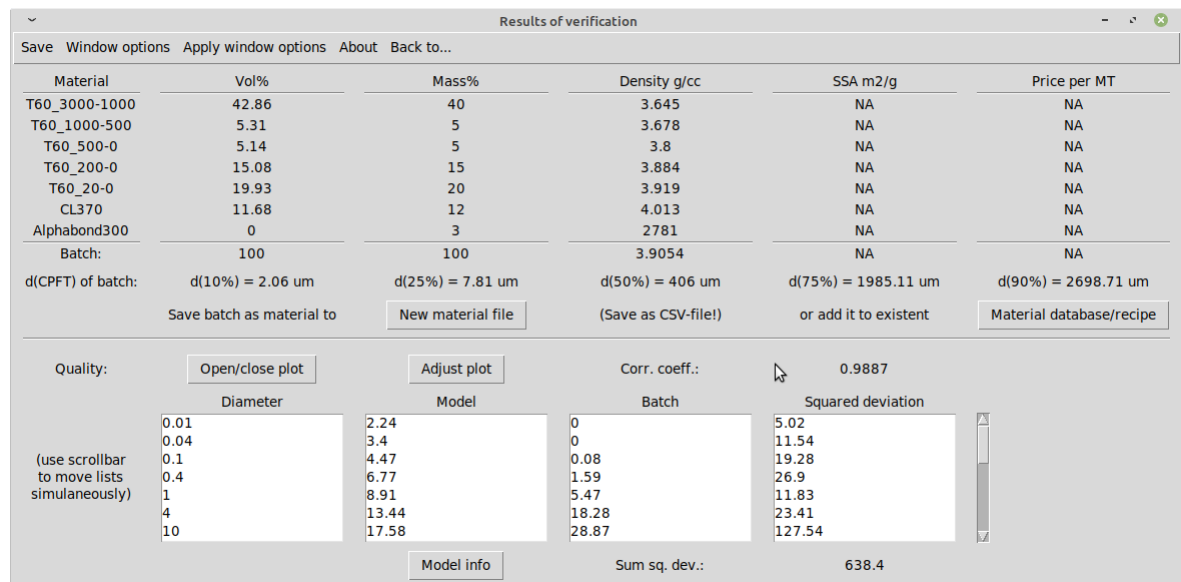 Results of verification
Save Window options Apply window options About Back to...
Material Vol% Mass% Density g/cc SSA m2/g Price per MT
T60_3000-1000 42.86 40 3.645 NA NA
T60_1000-500 5.31 5 3.678 NA NA
T60_500-0 5.14 5 3.8 NA NA
T60_200-0 15.08 15 3.884 NA NA
T60_20-0 19.93 20 3.919 NA NA
CL370 11.68 12 4.013 NA NA
Alphabond300 0 3 2781 NA NA
Batch: 100 100 3.9054 NA NA
d(CPFT) of batch: d(10%) = 2.06 um d(25%) = 7.81 um d(50%) = 406 um d(75%) = 1985.11 um d(90%) = 2698.71 um
Save batch as material to New material file (Save as CSV-file!) or add it to existent Material database/recipe
Quality: Open/close plot Adjust plot Corr. coeff.: 0.9887
Diameter Model Batch Squared deviation
0.01 2.24 0 5.02
0.04 3.4 0 11.54
(use scrollbar 0.1 4.47 0.08 19.28
to move lists 0.4 6.77 1.59 26.9
simulaneously) 1 8.91 5.47 11.83
4 13.44 18.28 23.41
10 17.58 28.87 127.54
Model info Sum sq. dev.: 638.4